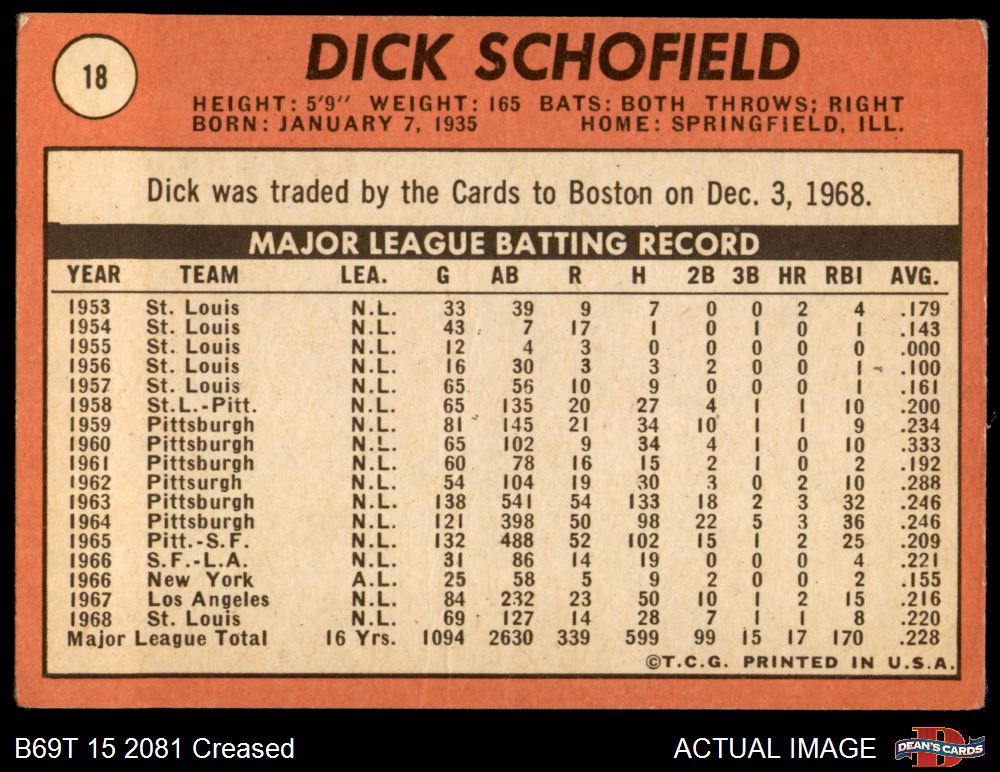 18
DICK SCHOFIELD
HEIGHT: 5'9" WEIGHT: 165 BATS: BOTH THROWS: RIGHT
BORN: JANUARY 7, 1935 HOME: SPRINGFIELD, ILL.
Dick was traded by the Cards to Boston on Dec. 3, 1968.
MAJOR LEAGUE BATTING RECORD
YEAR TEAM LEA. G AB R H 2B 3B HR RBI AVG.
1953 St. Louis N.L. 33 39 9 7 0 0 2 4 .179
1954 St. Louis N.L. 43 7 17 1 0 1 0 1 .143
1955 St. Louis N.L. 12 4 3 0 0 0 0 0 .000
1956 St. Louis N.L. 16 30 3 3 2 0 0 1 .100
1957 St. Louis N.L. 65 56 10 9 0 0 0 1 .161
1958 St.L.-Pitt. N.L. 65 135 20 27 4 1 1 10 .200
1959 Pittsburgh N.L. 81 145 21 34 10 1 1 9 .234
1960 Pittsburgh N.L. 65 102 9 34 4 1 0 10 .333
1961 Pittsburgh N.L. 60 78 16 15 2 1 0 2 .192
1962 Pittsurgh N.L. 54 104 19 30 3 0 2 10 .288
1963 Pittsburgh N.L. 138 541 54 133 18 2 3 32 .246
1964 Pittsburgh N.L. 121 398 50 98 22 5 3 36 .246
1965 Pitt.-S.F. N.L. 132 488 52 102 15 1 2 25 .209
1966 S.F.-L.A. N.L. 31 86 14 19 0 0 0 4 .221
1966 New York A.L. 25 58 5 9 2 0 0 2 .155
1967 Los Angeles N.L. 84 232 23 50 10 1 2 15 .216
1968 St. Louis N.L. 69 127 14 28 7 1 1 8 .220
Major League Total 16 Yrs. 1094 2630 339 599 99 15 17 170 .228
©T.C.G. PRINTED IN U.S.A.
B69T 15 2081 Creased ACTUAL IMAGE DEAN'S CARDS